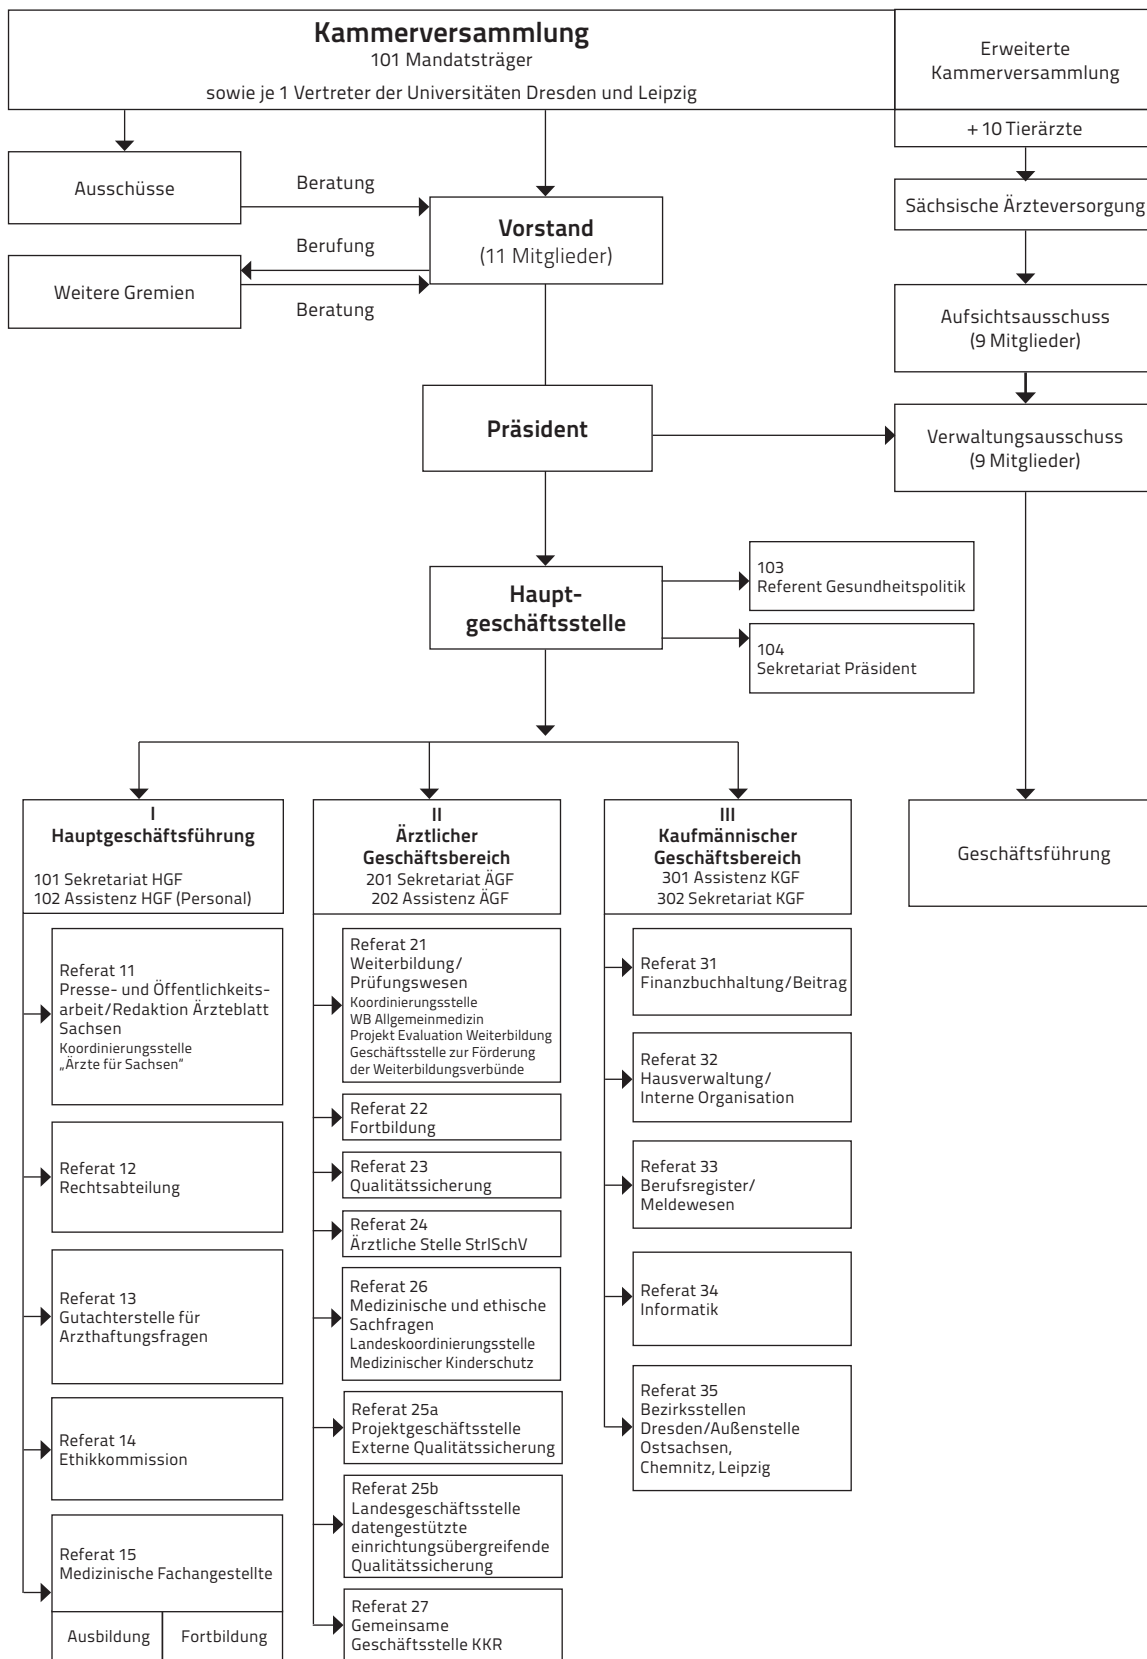 Kammerversammlung
101 Mandatsträger
sowie je 1 Vertreter der Universitäten Dresden und Leipzig
Erweiterte
Kammerversammlung
+ 10 Tierärzte
Ausschüsse
Beratung
Vorstand
(11 Mitglieder)
Berufung
Weitere Gremien
Beratung
Sächsische Ärzteversorgung
Aufsichtsausschuss
(9 Mitglieder)
Präsident
Verwaltungsausschuss
(9 Mitglieder)
Haupt-
geschäftsstelle
103
Referent Gesundheitspolitik
104
Sekretariat Präsident
I
Hauptgeschäftsführung
101 Sekretariat HGF
102 Assistenz HGF (Personal)
Referat 11
Presse- und Öffentlichkeits-
arbeit/Redaktion Ärzteblatt
Sachsen
Koordinierungsstelle
„Ärzte für Sachsen“
Referat 12
Rechtsabteilung
Referat 13
Gutachterstelle für
Arzthaftungsfragen
Referat 14
Ethikkommission
Referat 15
Medizinische Fachangestellte
Ausbildung
Fortbildung
II
Ärztlicher
Geschäftsbereich
201 Sekretariat ÄGF
202 Assistenz ÄGF
Referat 21
Weiterbildung/
Prüfungswesen
Koordinierungsstelle
WB Allgemeinmedizin
Projekt Evaluation Weiterbildung
Geschäftsstelle zur Förderung
der Weiterbildungsverbünde
Referat 22
Fortbildung
Referat 23
Qualitätssicherung
Referat 24
Ärztliche Stelle StrlSchV
Referat 26
Medizinische und ethische
Sachfragen
Landeskoordinierungsstelle
Medizinischer Kinderschutz
Referat 25a
Projektgeschäftsstelle
Externe Qualitätssicherung
Referat 25b
Landesgeschäftsstelle
datengestützte
einrichtungsübergreifende
Qualitätssicherung
Referat 27
Gemeinsame
Geschäftsstelle KKR
III
Kaufmännischer
Geschäftsbereich
301 Assistenz KGF
302 Sekretariat KGF
Referat 31
Finanzbuchhaltung/Beitrag
Referat 32
Hausverwaltung/
Interne Organisation
Referat 33
Berufsregister/
Meldewesen
Referat 34
Informatik
Referat 35
Bezirksstellen
Dresden/Außenstelle
Ostsachsen,
Chemnitz, Leipzig
Geschäftsführung